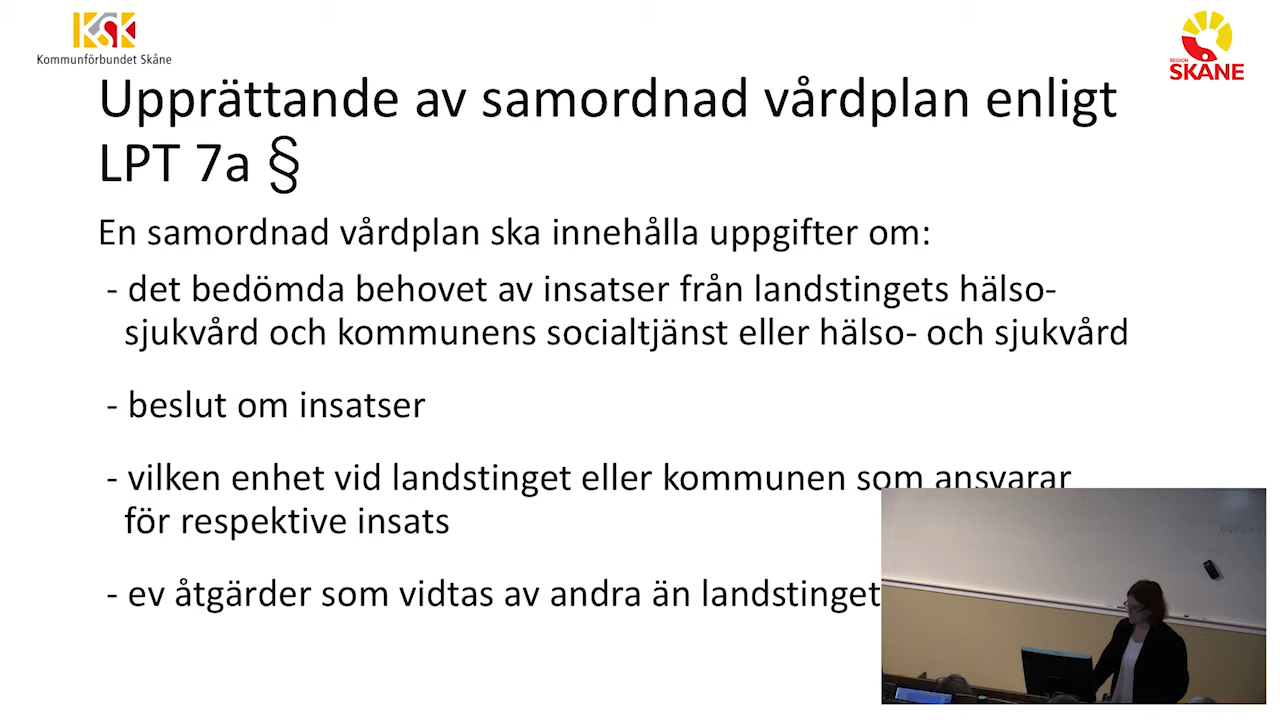 KSK
Kommunförbundet Skåne
REGION
SKÅNE
Upprättande av samordnad vårdplan enligt
LPT 7a §
En samordnad vårdplan ska innehålla uppgifter om:
- det bedömda behovet av insatser från landstingets hälso-
sjukvård och kommunens socialtjänst eller hälso- och sjukvård
- beslut om insatser
- vilken enhet vid landstinget eller kommunen som ansvarar
för respektive insats
- ev åtgärder som vidtas av andra än landstinget